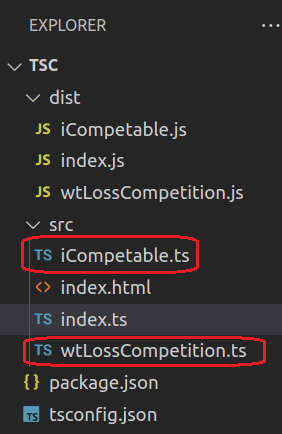 EXPLORER ...
TSC
dist
JS iCompetable.js
JS index.js
JS wtLossCompetition.js
src
TS iCompetable.ts
<> index.html
TS index.ts
TS wtLossCompetition.ts
{} package.json
TS tsconfig.json